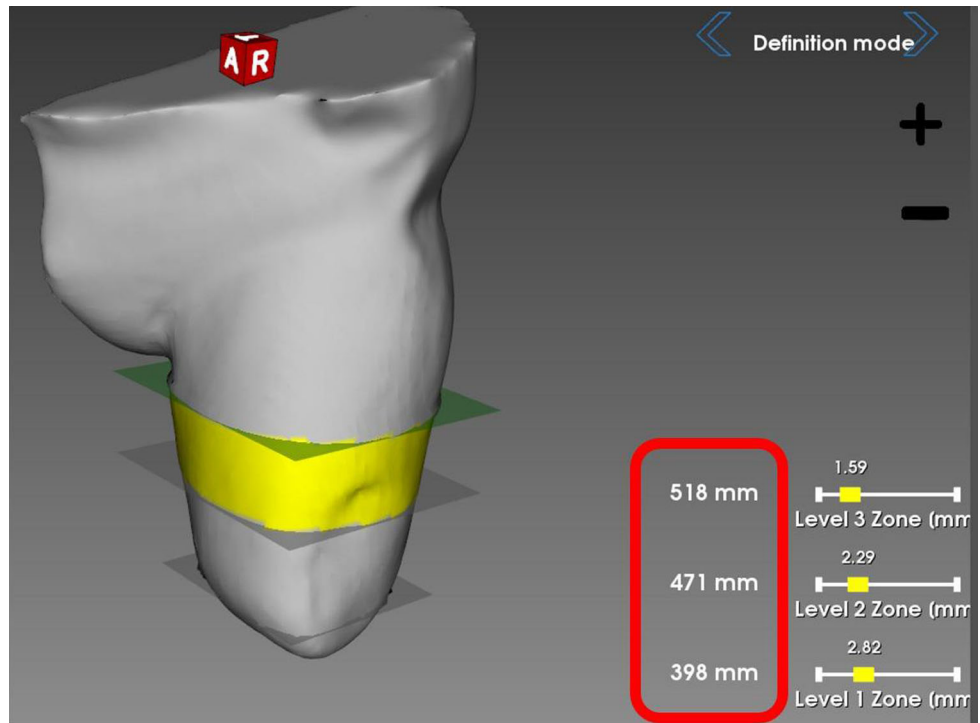 A R
Definition mode
518 mm
1.59
Level 3 Zone (mm
471 mm
2.29
Level 2 Zone (mm
398 mm
2.82
Level 1 Zone (mm